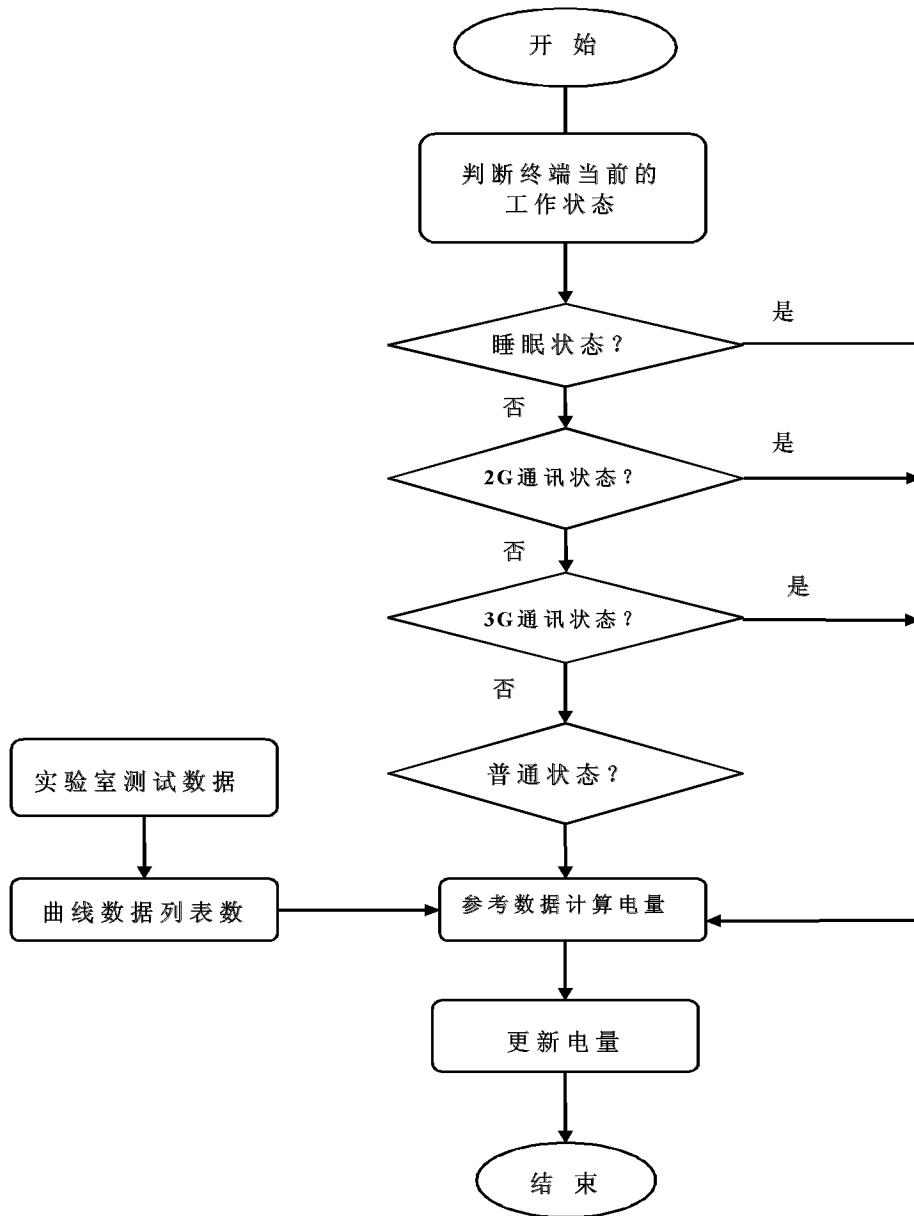 开 始
判断终端当前的
工作状态
睡眠状态？
是
否
2G通讯状态？
是
否
3G通讯状态？
是
否
普通状态？
实验室测试数据
曲线数据列表数
参考数据计算电量
更新电量
结 束